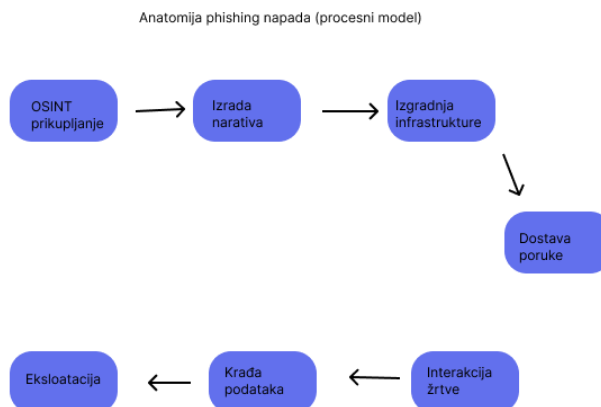 Anatomija phishing napada (procesni model)
OSINT
prikupljanje
Izrada
narativa
Izgradnja
infrastrukture
Dostava
poruke
Interakcija
žrtve
Krađa
podataka
Eksloatacija